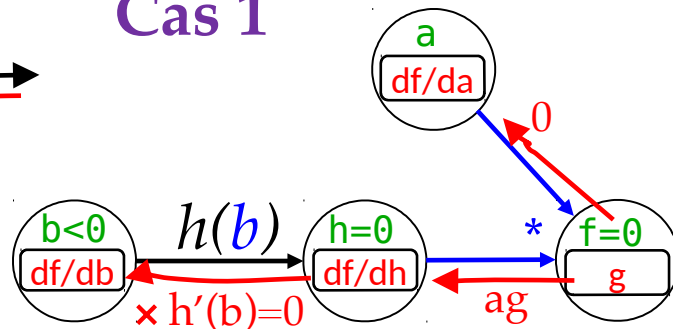 Cas 1
a
df/da
0
b<0
df/db
h(b)
h=0
df/dh
*
f=0
g
× h'(b)=0
ag